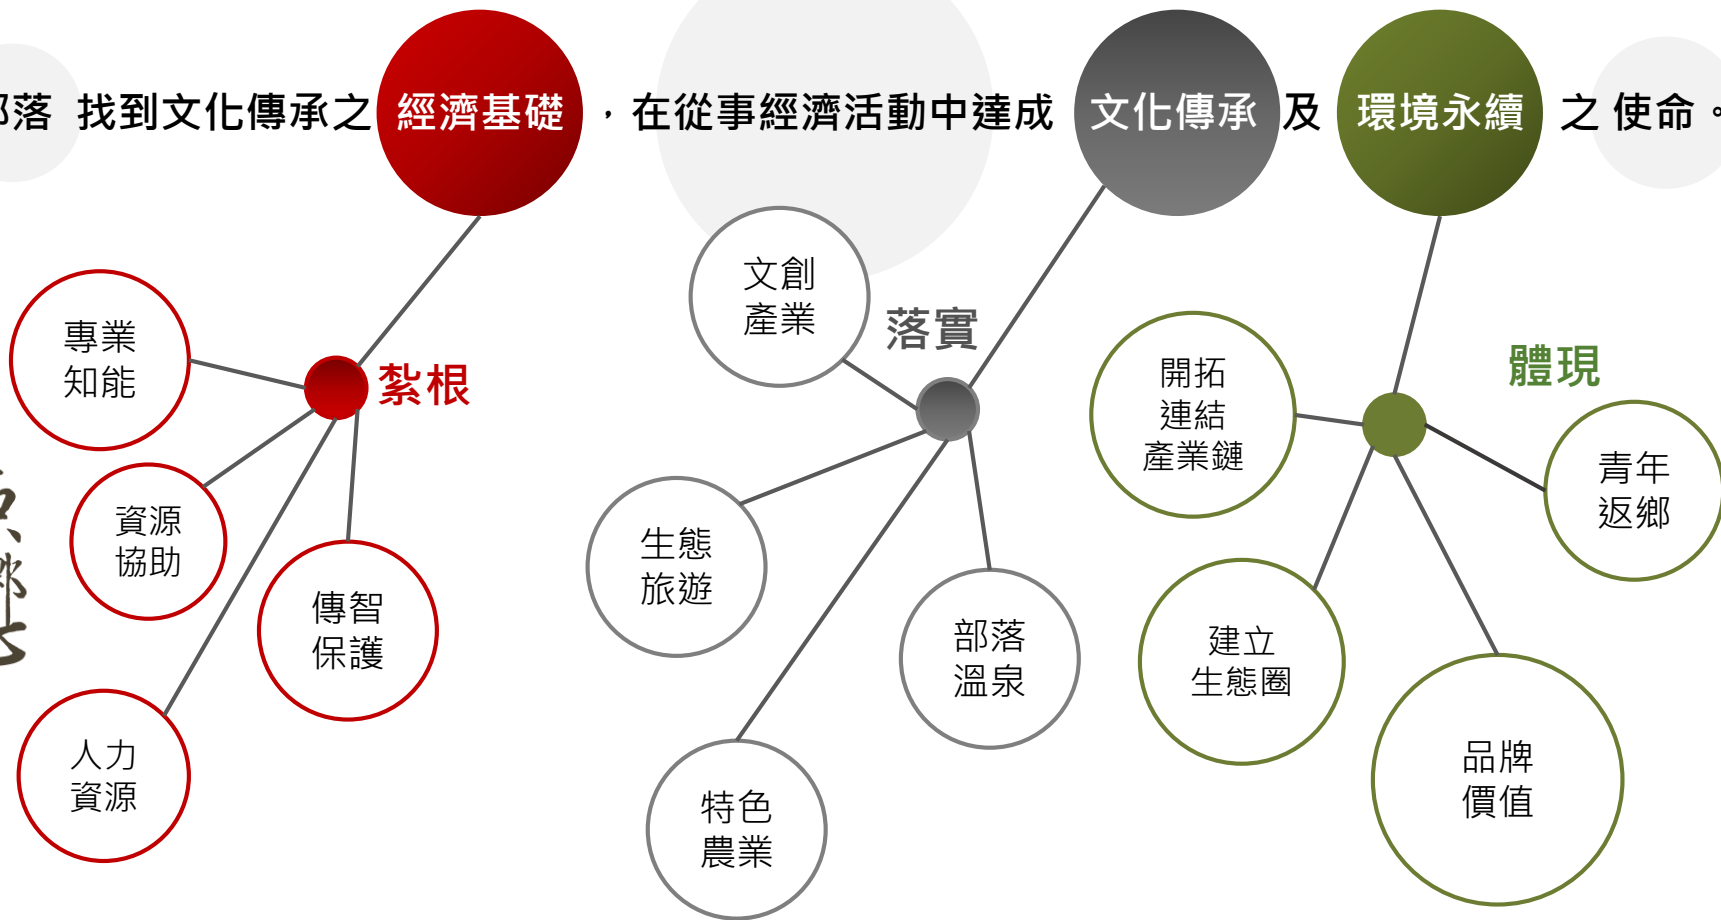 部落 找到文化傳承之 經濟基礎 ，在從事經濟活動中達成 文化傳承 及 環境永續 之 使命。
紮根
專業
知能
資源
協助
傳智
保護
人力
資源
落實
文創
產業
生態
旅遊
部落
溫泉
特色
農業
體現
開拓
連結
產業鏈
青年
返鄉
建立
生態圈
品牌
價值